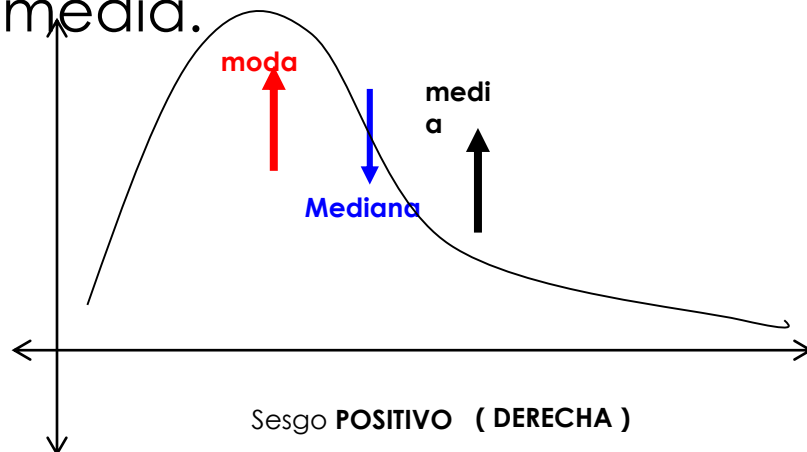 media.
moda
medi
a
Mediana
Sesgo POSITIVO ( DERECHA )